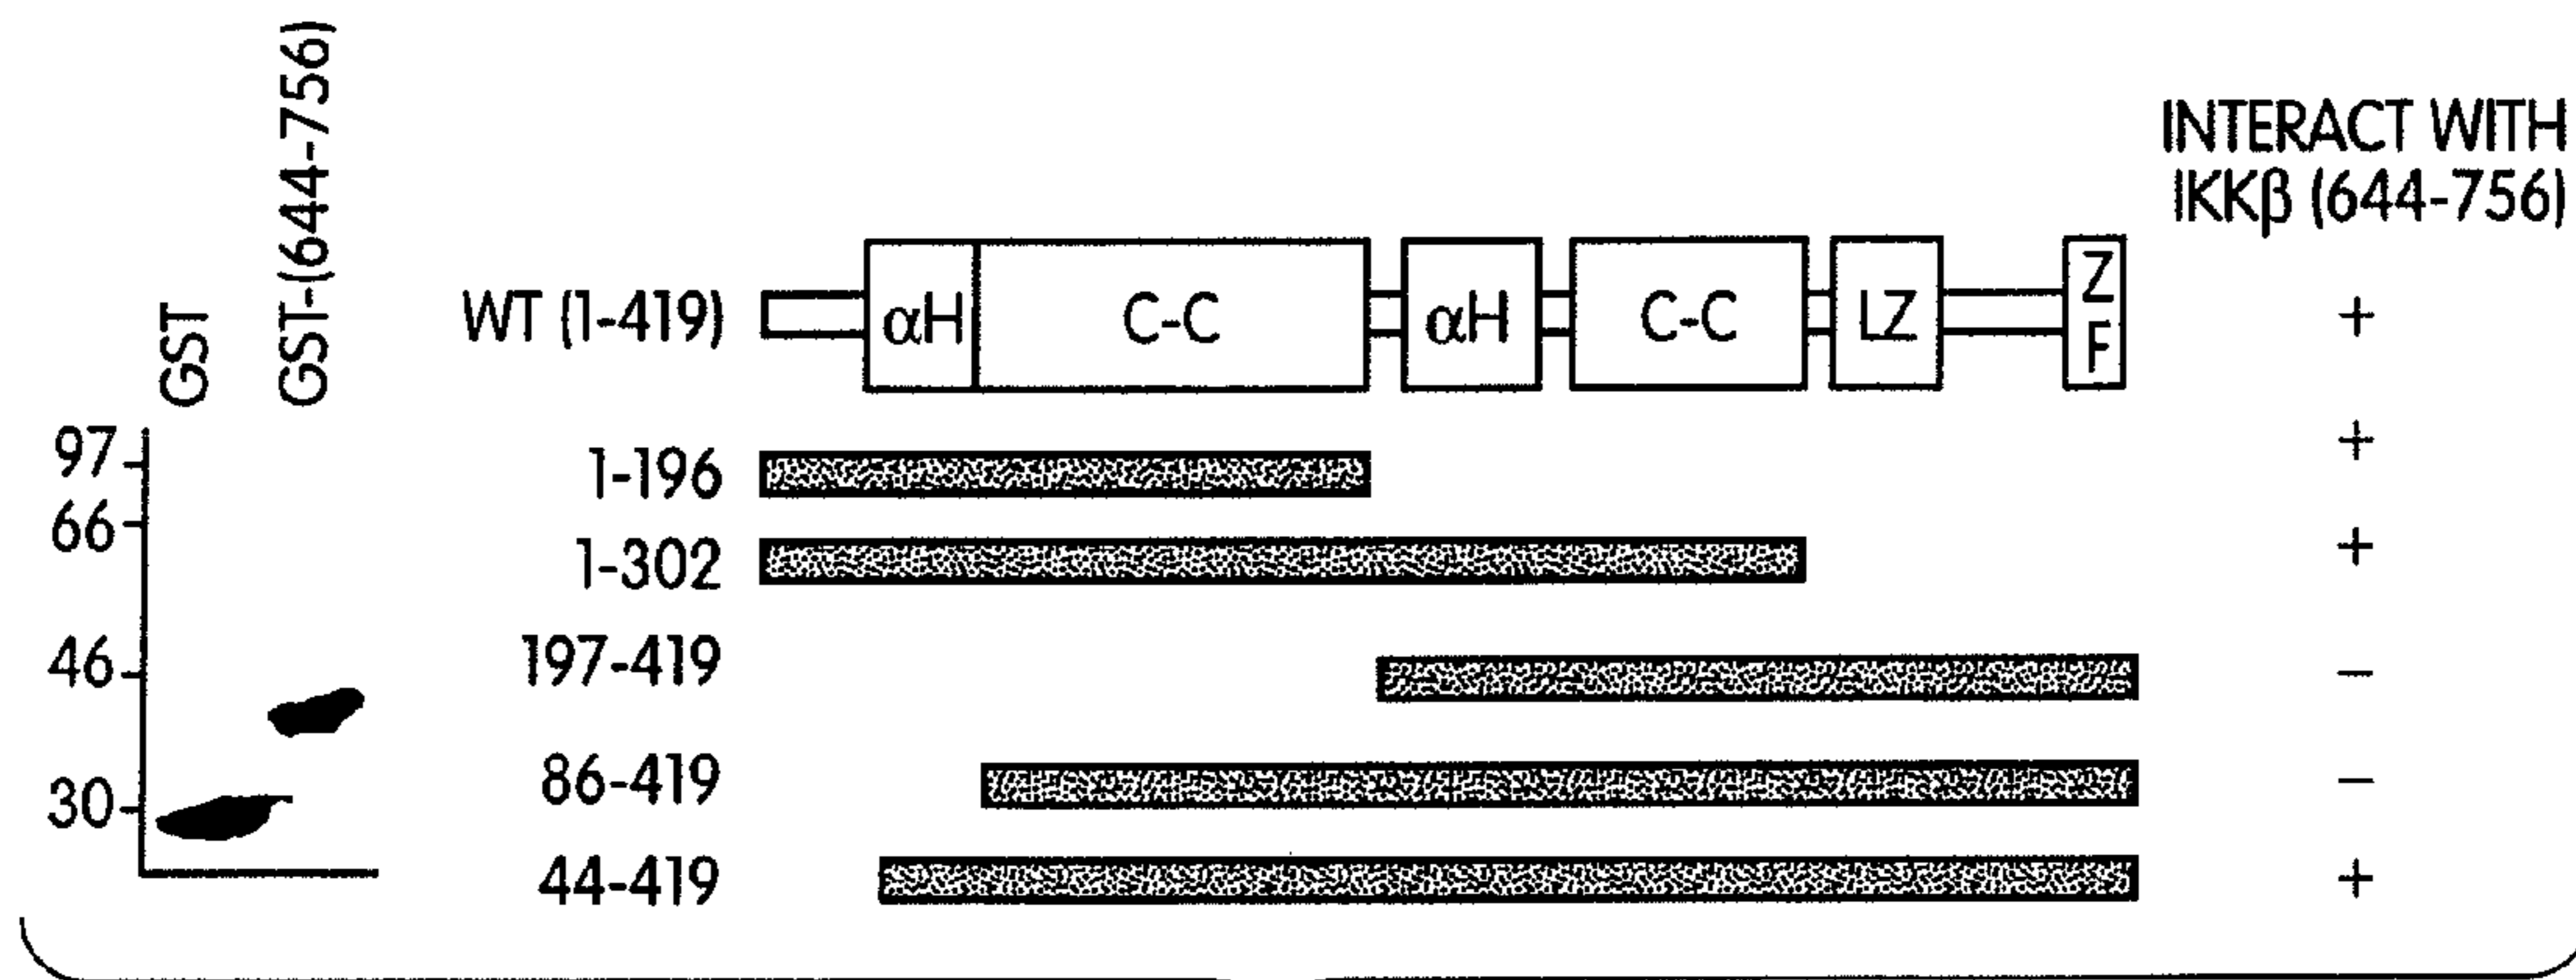 GST
GST-(644-756)
97
66
46
30
INTERACT WITH
IKKβ (644-756)
WT (1-419) αH C-C αH C-C LZ Z F +
1-196 +
1-302 +
197-419 –
86-419 –
44-419 +